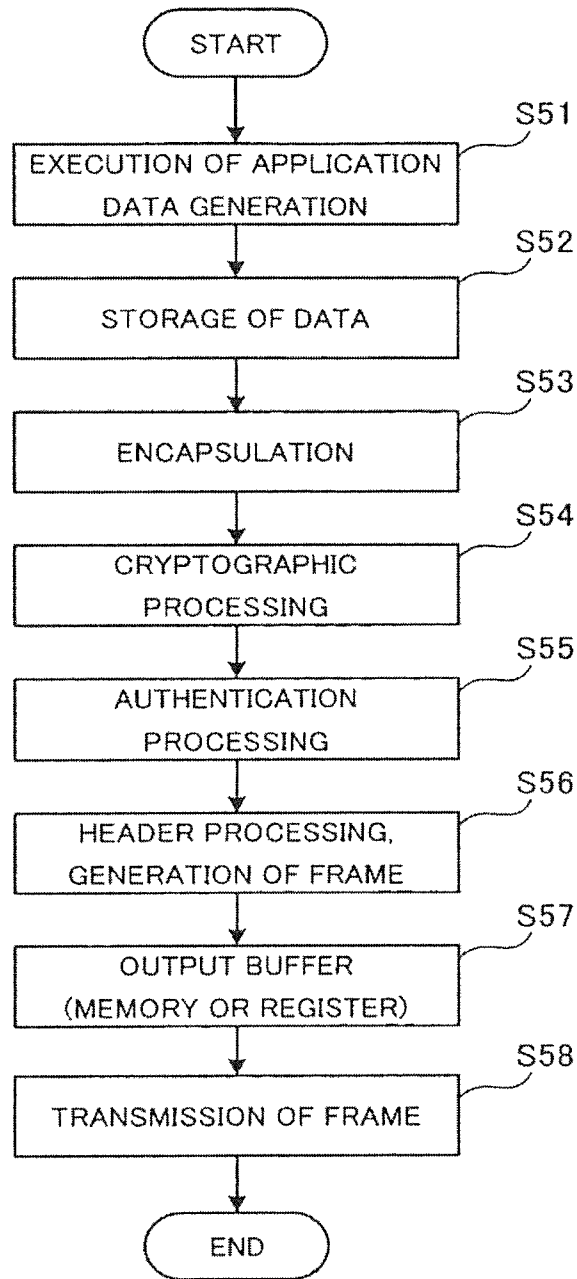 START
S51
EXECUTION OF APPLICATION
DATA GENERATION
S52
STORAGE OF DATA
S53
ENCAPSULATION
S54
CRYPTOGRAPHIC
PROCESSING
S55
AUTHENTICATION
PROCESSING
S56
HEADER PROCESSING,
GENERATION OF FRAME
S57
OUTPUT BUFFER
(MEMORY OR REGISTER)
S58
TRANSMISSION OF FRAME
END